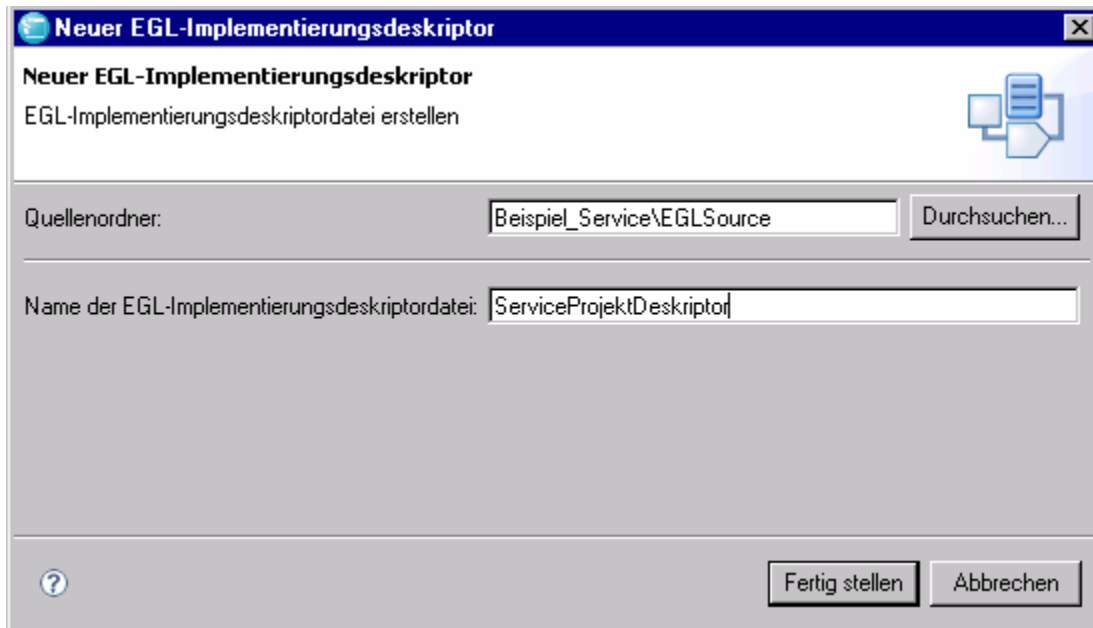 Neuer EGL-Implementierungsdeskriptor
Neuer EGL-Implementierungsdeskriptor
EGL-Implementierungsdeskriptordatei erstellen
Quellenordner: Beispiel_Service\EGLSource Durchsuchen...
Name der EGL-Implementierungsdeskriptordatei: ServiceProjektDeskriptor
? Fertig stellen Abbrechen